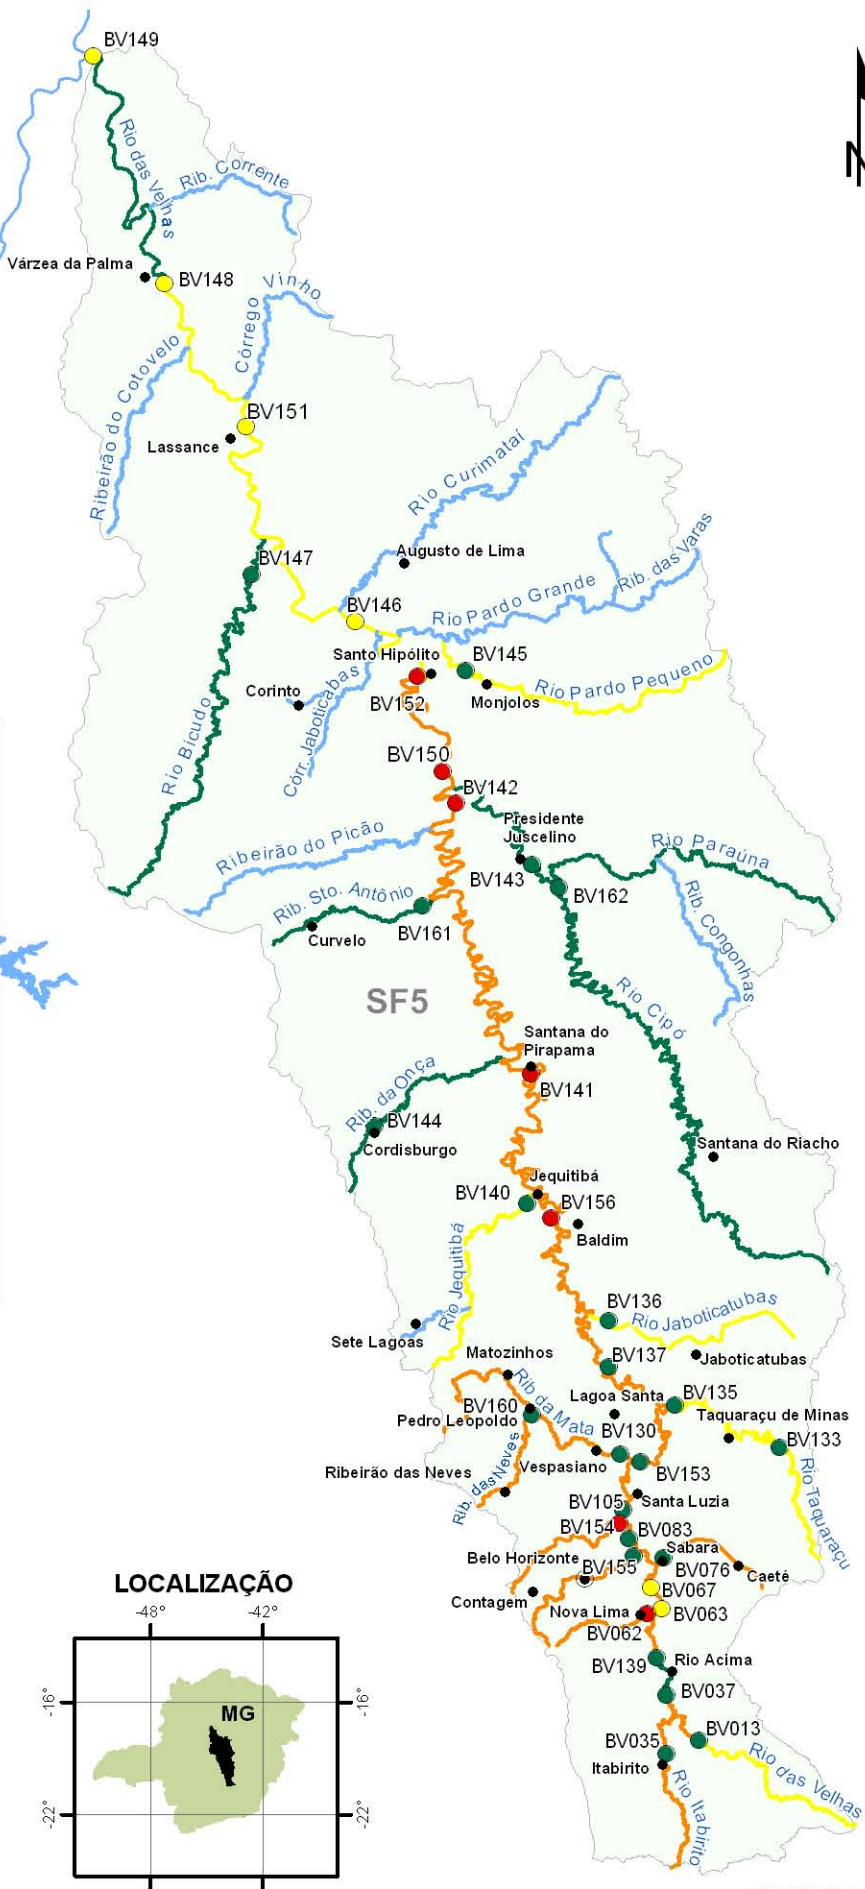 BV149
Rio das Velhas
Rib. Corrente
Várzea da Palma
BV148
Córrego Vinho
Ribeirão do Cotovelo
BV151
Lassance
Rio Curimataí
BV147
Augusto de Lima
Rib. das Varas
Rio Pardo Grande
BV146
Santo Hipólito
BV145
Corinto
BV152
Monjolos
Rio Pardo Pequeno
Rio Bicudo
Córr. Jaboticabas
BV150
BV142
Presidente
Juscelino
Ribeirão do Picão
Rio Paraúna
BV143
BV162
Rib. Sto. Antônio
BV161
Curvelo
Rib. Congonhas
SF5
Rio Cipó
Santana do
Pirapama
BV141
Rib. da Onça
BV144
Cordisburgo
Santana do Riacho
Jequitibá
BV140
BV156
Baldim
Rio Jequitibá
BV136
Rio Jaboticatubas
Sete Lagoas
Matozinhos
BV137
Jaboticatubas
Rib da Mata
Lagoa Santa
BV135
BV160
Taquaraçu de Minas
Pedro Leopoldo
BV130
BV133
Vespasiano
BV153
Ribeirão das Neves
Rib. das Neves
Rio Taquaraçu
BV105
Santa Luzia
BV154
BV083
Belo Horizonte
Sabará
BV155
BV076
Caeté
Contagem
BV067
Nova Lima
BV063
BV062
BV139
Rio Acima
BV037
BV035
BV013
Itabirito
Rio das Velhas
Rio Itabirito
LOCALIZAÇÃO
-48°
-42°
-16°
MG
-16°
-22°
-22°
N